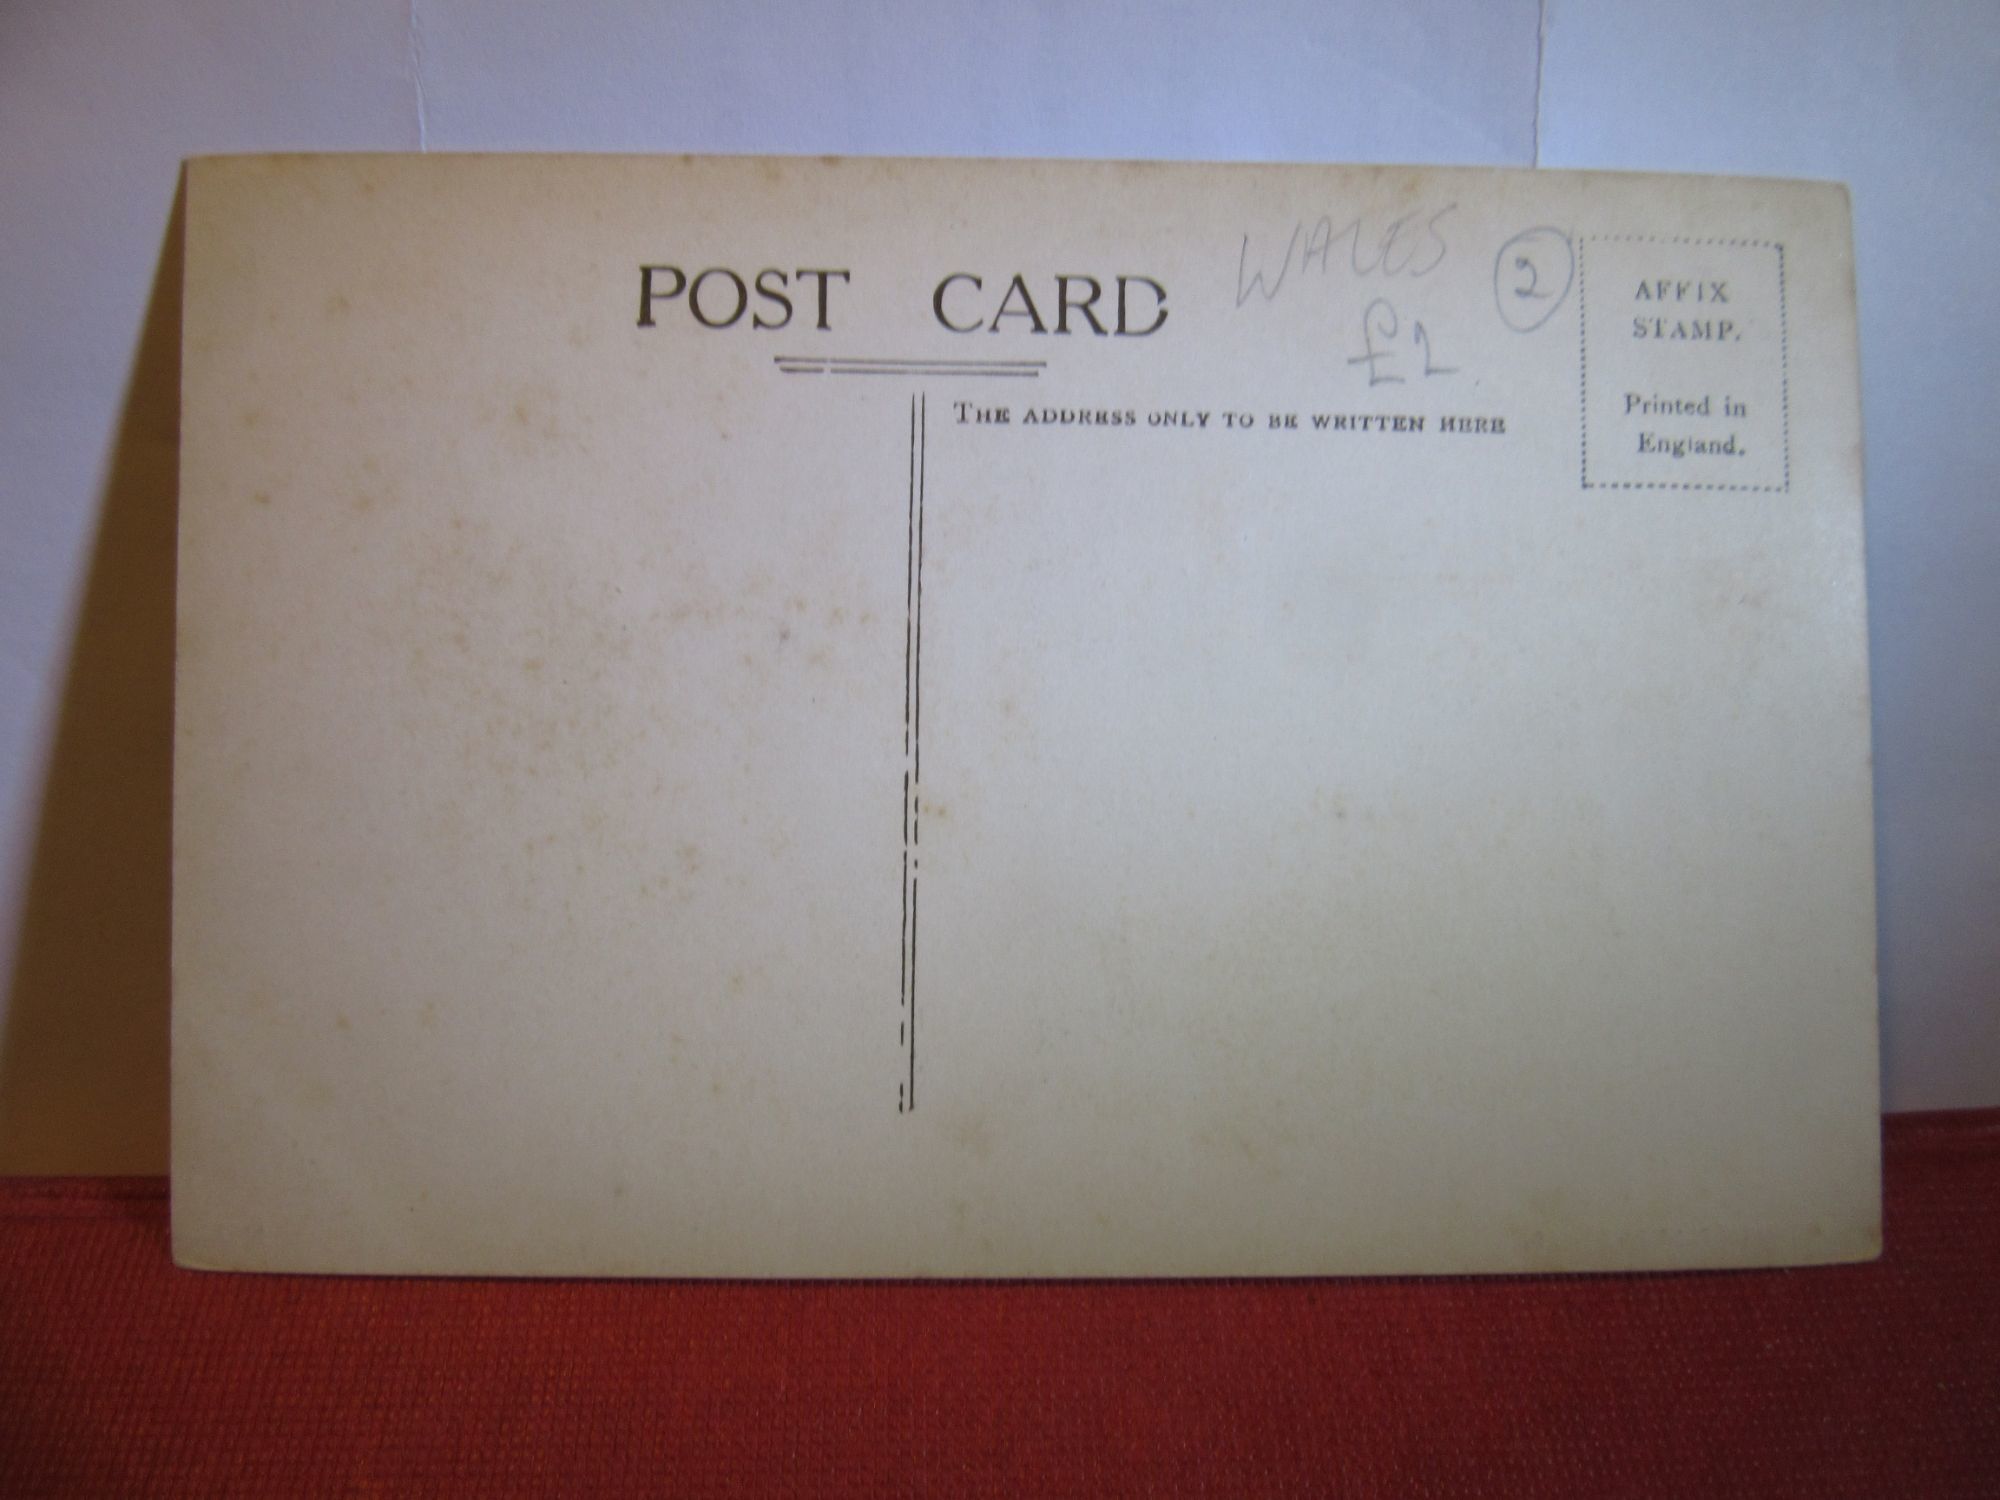 POST CARD
WALES
£2
2
THE ADDRESS ONLY TO BE WRITTEN HERE
AFFIX
STAMP.
Printed in
England.